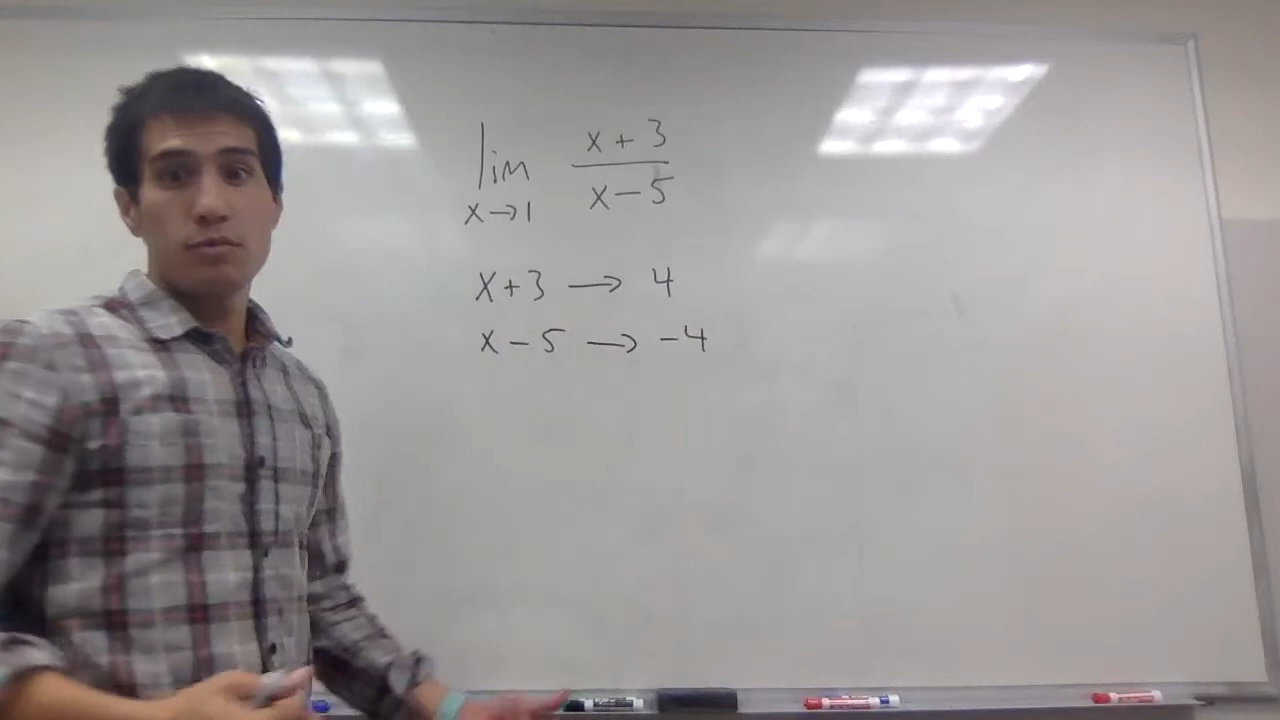 lim x+3
x→1 x−5
x+3 → 4
x−5 → −4